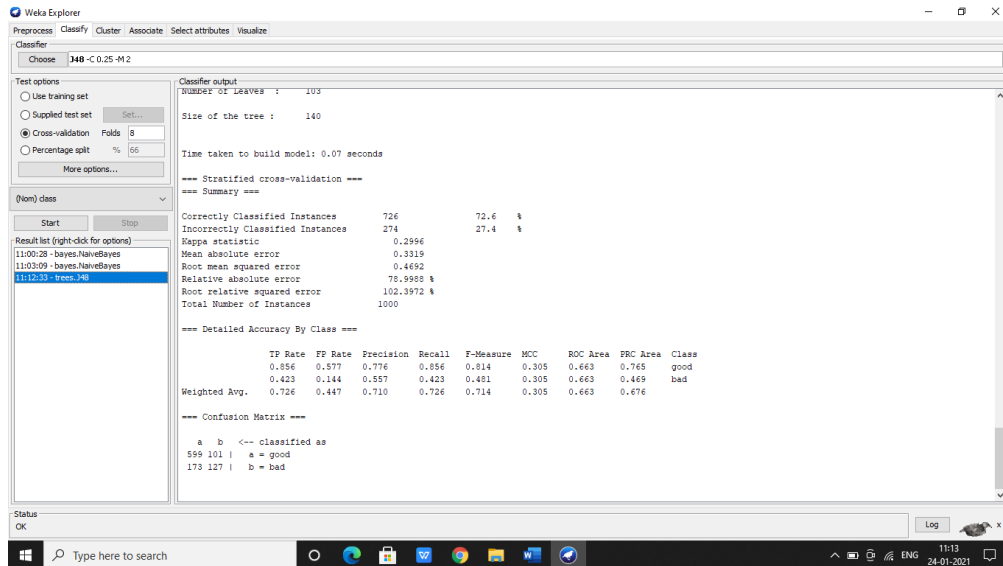 Weka Explorer
Preprocess Classify Cluster Associate Select attributes Visualize
Classifier
Choose J48 -C 0.25 -M 2
Test options
Use training set
Supplied test set Set...
Cross-validation Folds 8
Percentage split % 66
More options...
(Nom) class
Start Stop
Result list (right-click for options)
11:00:28 - bayes.NaiveBayes
11:03:09 - bayes.NaiveBayes
11:12:33 - trees.J48
Classifier output
Number of Leaves : 103
Size of the tree : 140
Time taken to build model: 0.07 seconds
=== Stratified cross-validation ===
=== Summary ===
Correctly Classified Instances 726 72.6 %
Incorrectly Classified Instances 274 27.4 %
Kappa statistic 0.2996
Mean absolute error 0.3319
Root mean squared error 0.4692
Relative absolute error 78.9988 %
Root relative squared error 102.3972 %
Total Number of Instances 1000
=== Detailed Accuracy By Class ===
TP Rate FP Rate Precision Recall F-Measure MCC ROC Area PRC Area Class
0.856 0.577 0.776 0.856 0.814 0.305 0.663 0.765 good
0.423 0.144 0.557 0.423 0.481 0.305 0.663 0.469 bad
Weighted Avg. 0.726 0.447 0.710 0.726 0.714 0.305 0.663 0.676
=== Confusion Matrix ===
a b <-- classified as
599 101 | a = good
173 127 | b = bad
Status
OK
Log
x 
Type here to search
ENG
11:13
24-01-2021